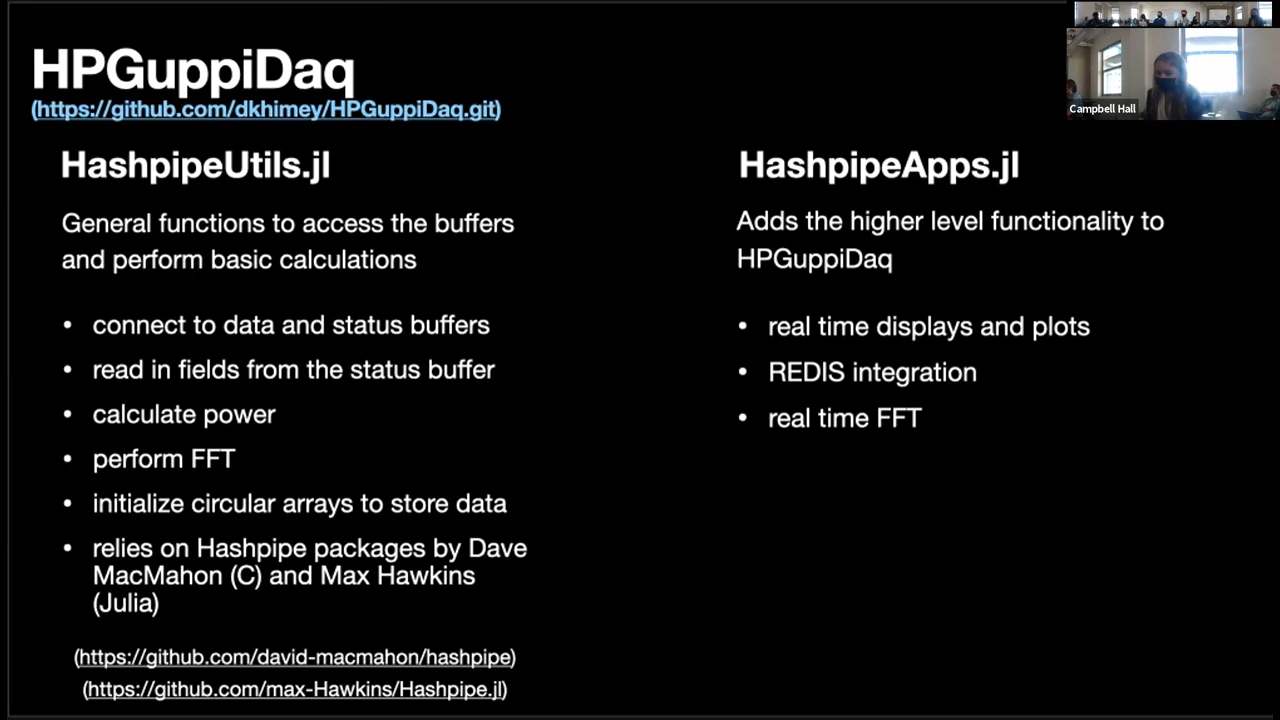 HPGuppiDaq
(https://github.com/dkhimey/HPGuppiDaq.git)
HashpipeUtils.jl
General functions to access the buffers
and perform basic calculations
• connect to data and status buffers
• read in fields from the status buffer
• calculate power
• perform FFT
• initialize circular arrays to store data
• relies on Hashpipe packages by Dave
MacMahon (C) and Max Hawkins
(Julia)
(https://github.com/david-macmahon/hashpipe)
(https://github.com/max-Hawkins/Hashpipe.jl)
HashpipeApps.jl
Adds the higher level functionality to
HPGuppiDaq
• real time displays and plots
• REDIS integration
• real time FFT
Campbell Hall